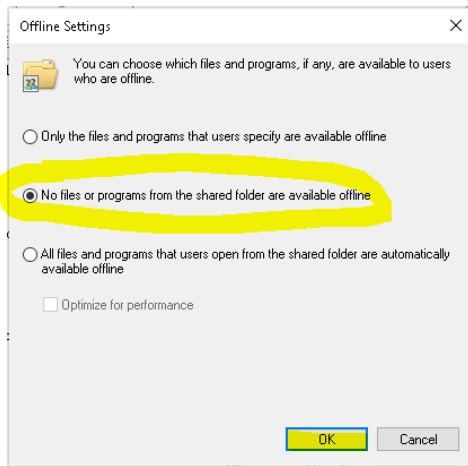 Offline Settings
You can choose which files and programs, if any, are available to users
who are offline.
Only the files and programs that users specify are available offline
No files or programs from the shared folder are available offline
All files and programs that users open from the shared folder are automatically
available offline
Optimize for performance
OK
Cancel